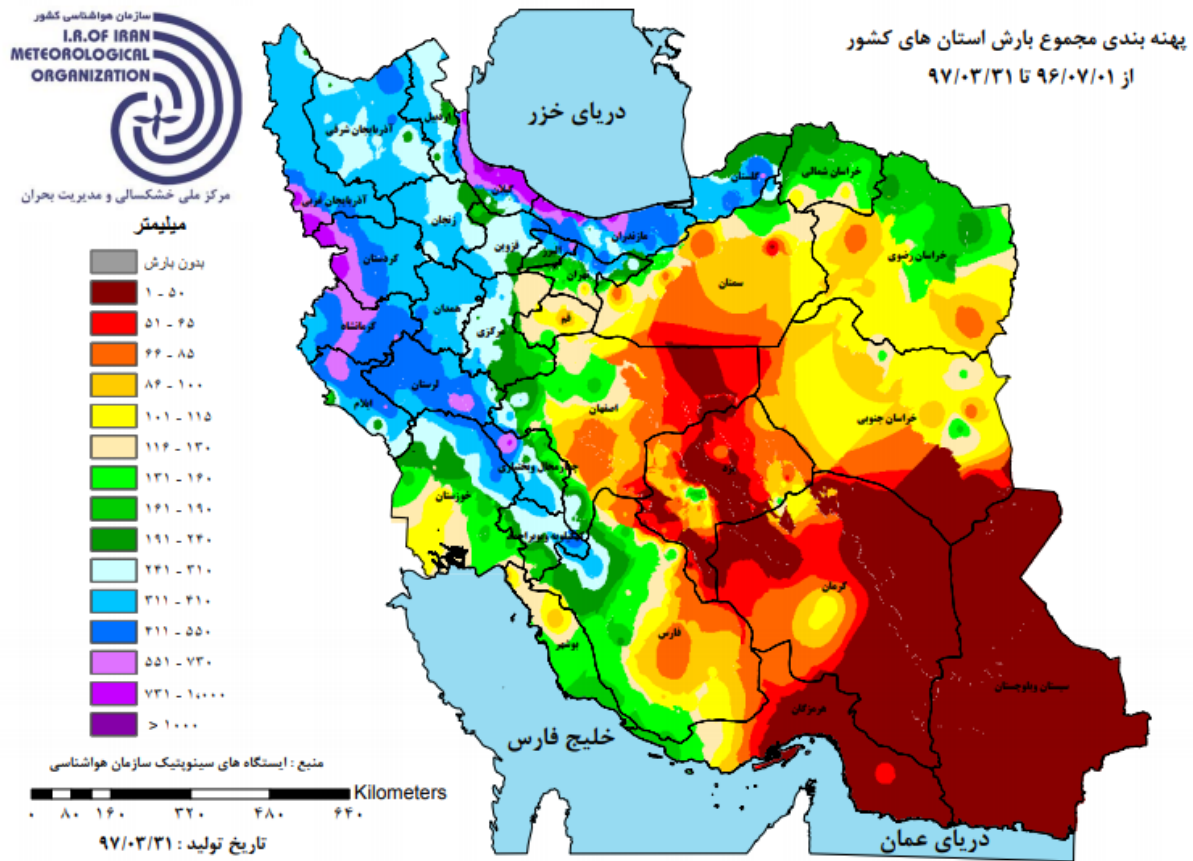 سازمان هواشناسی کشور
I.R.OF IRAN
METEOROLOGICAL
ORGANIZATION
مرکز ملی خشکسالی و مدیریت بحران
پهنه بندی مجموع بارش استان های کشور
از ۹۶/۰۷/۰۱ تا ۹۷/۰۳/۳۱
میلیمتر
بدون بارش
۱ - ۵۰
۵۱ - ۶۵
۶۶ - ۸۵
۸۶ - ۱۰۰
۱۰۱ - ۱۱۵
۱۱۶ - ۱۳۰
۱۳۱ - ۱۶۰
۱۶۱ - ۱۹۰
۱۹۱ - ۲۴۰
۲۴۱ - ۳۱۰
۳۱۱ - ۴۱۰
۴۱۱ - ۵۵۰
۵۵۱ - ۷۳۰
۷۳۱ - ۱،۰۰۰
> ۱۰۰۰
دریای خزر
اردبیل
آذربایجان شرقی
آذربایجان غربی
گیلان
زنجان
قزوین
البرز
تهران
مازندران
گلستان
خراسان شمالی
خراسان رضوی
سمنان
کردستان
همدان
مرکزی
قم
کرمانشاه
لرستان
ایلام
اصفهان
خراسان جنوبی
یزد
چهارمحال وبختیاری
خوزستان
کهگیلویه وبویراحمد
کرمان
فارس
بوشهر
سیستان وبلوچستان
هرمزگان
خلیج فارس
دریای عمان
منبع : ایستگاه های سینوپتیک سازمان هواشناسی
Kilometers
۰ ۸۰ ۱۶۰ ۳۲۰ ۴۸۰ ۶۴۰
تاریخ تولید : ۹۷/۰۳/۳۱